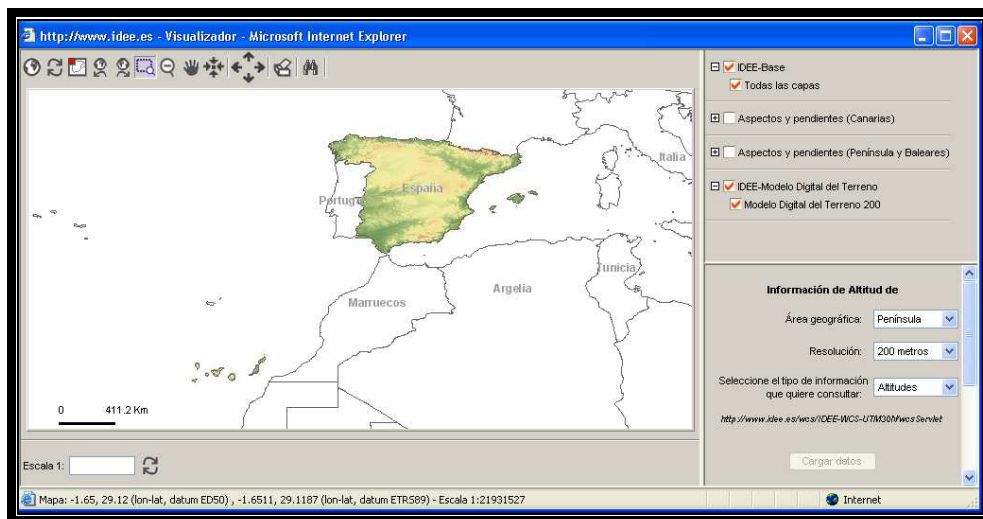 http://www.idee.es - Visualizador - Microsoft Internet Explorer
IDEE-Base
Todas las capas
Aspectos y pendientes (Canarias)
Aspectos y pendientes (Península y Baleares)
IDEE-Modelo Digital del Terreno
Modelo Digital del Terreno 200
Italia
España
Portug
Tunicia
Argelia
Marruecos
0 411.2 Km
Información de Altitud de
Área geográfica: Península
Resolución: 200 metros
Seleccione el tipo de información
que quiere consultar: Altitudes
http://www.idee.es/wcs/IDEE-WCS-UTM30N/wcsServlet
Cargar datos
Escala 1:
Mapa: -1.65, 29.12 (lon-lat, datum ED50) , -1.6511, 29.1187 (lon-lat, datum ETRS89) - Escala 1:21931527
Internet